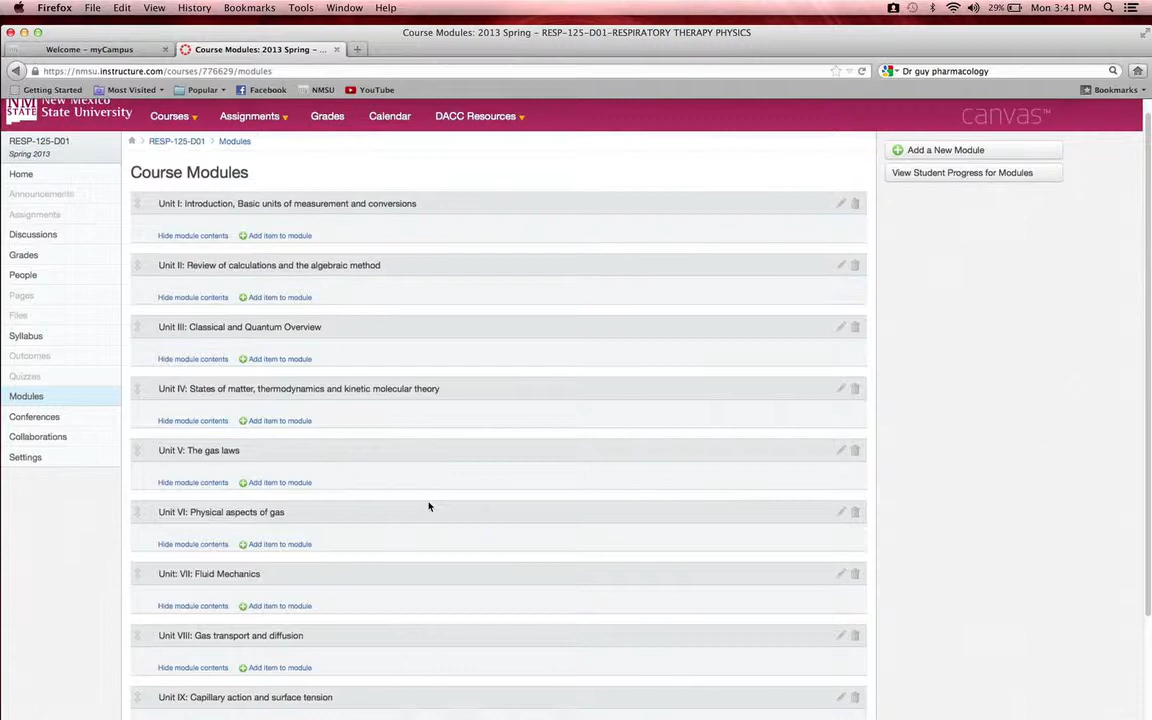 Firefox File Edit View History Bookmarks Tools Window Help 29% Mon 3:41 PM
Course Modules: 2013 Spring – RESP-125-D01-RESPIRATORY THERPAY PHYSICS
Welcome – myCampus Course Modules: 2013 Spring – ...
https://nmsu.instructure.com/courses/776629/modules Dr guy pharmacology
Getting Started Most Visited Popular Facebook NMSU YouTube Bookmarks
NM STATE New Mexico State University Courses Assignments Grades Calendar DACC Resources canvas™
RESP-125-D01
Spring 2013
RESP-125-D01 Modules
Home
Announcements
Assignments
Discussions
Grades
People
Pages
Files
Syllabus
Outcomes
Quizzes
Modules
Conferences
Collaborations
Settings
Course Modules
Unit I: Introduction, Basic units of measurement and conversions
Hide module contents Add item to module
Unit II: Review of calculations and the algebraic method
Hide module contents Add item to module
Unit III: Classical and Quantum Overview
Hide module contents Add item to module
Unit IV: States of matter, thermodynamics and kinetic molecular theory
Hide module contents Add item to module
Unit V: The gas laws
Hide module contents Add item to module
Unit VI: Physical aspects of gas
Hide module contents Add item to module
Unit: VII: Fluid Mechanics
Hide module contents Add item to module
Unit VIII: Gas transport and diffusion
Hide module contents Add item to module
Unit IX: Capillary action and surface tension
Add a New Module
View Student Progress for Modules